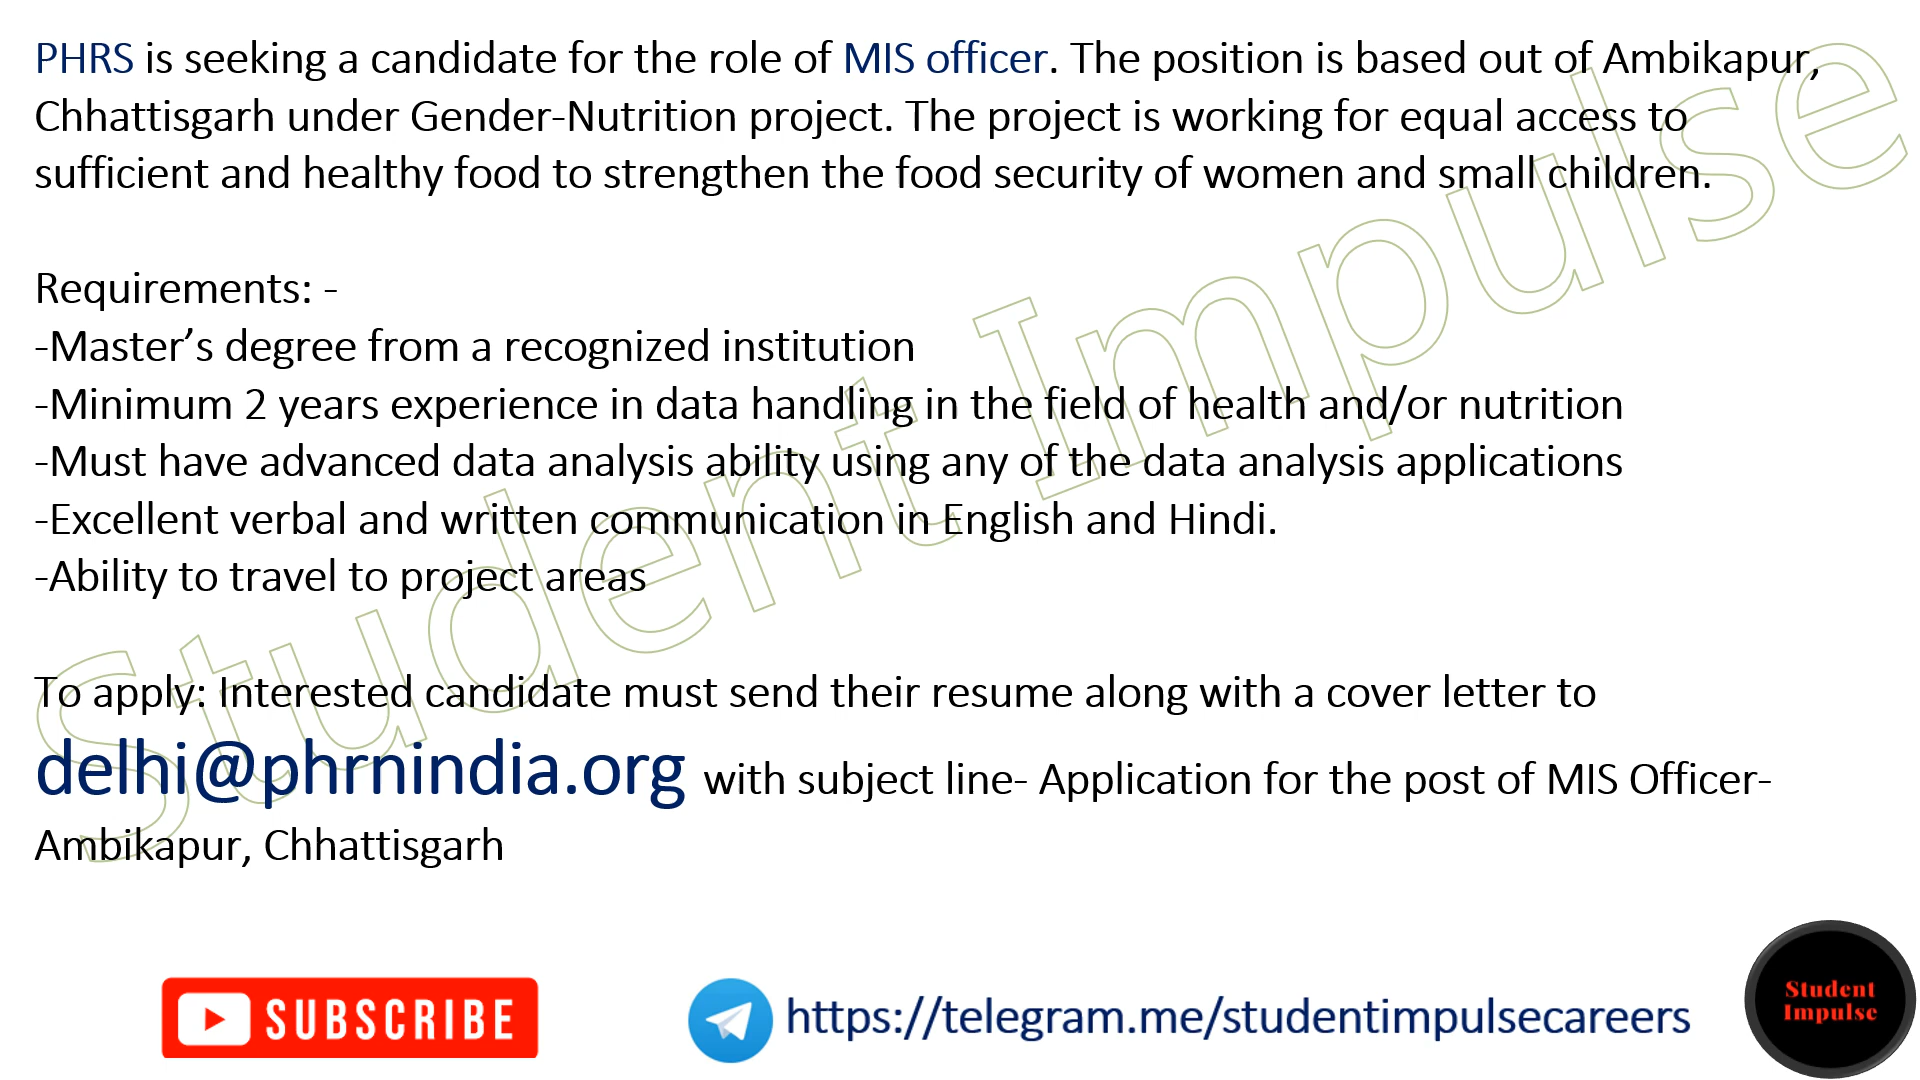 PHRS is seeking a candidate for the role of MIS officer. The position is based out of Ambikapur,
Chhattisgarh under Gender-Nutrition project. The project is working for equal access to
sufficient and healthy food to strengthen the food security of women and small children.
Requirements: -
-Master’s degree from a recognized institution
-Minimum 2 years experience in data handling in the field of health and/or nutrition
-Must have advanced data analysis ability using any of the data analysis applications
-Excellent verbal and written communication in English and Hindi.
-Ability to travel to project areas
To apply: Interested candidate must send their resume along with a cover letter to
delhi@phrnindia.org with subject line- Application for the post of MIS Officer-
Ambikapur, Chhattisgarh
Student Impulse
SUBSCRIBE
https://telegram.me/studentimpulsecareers
Student
Impulse